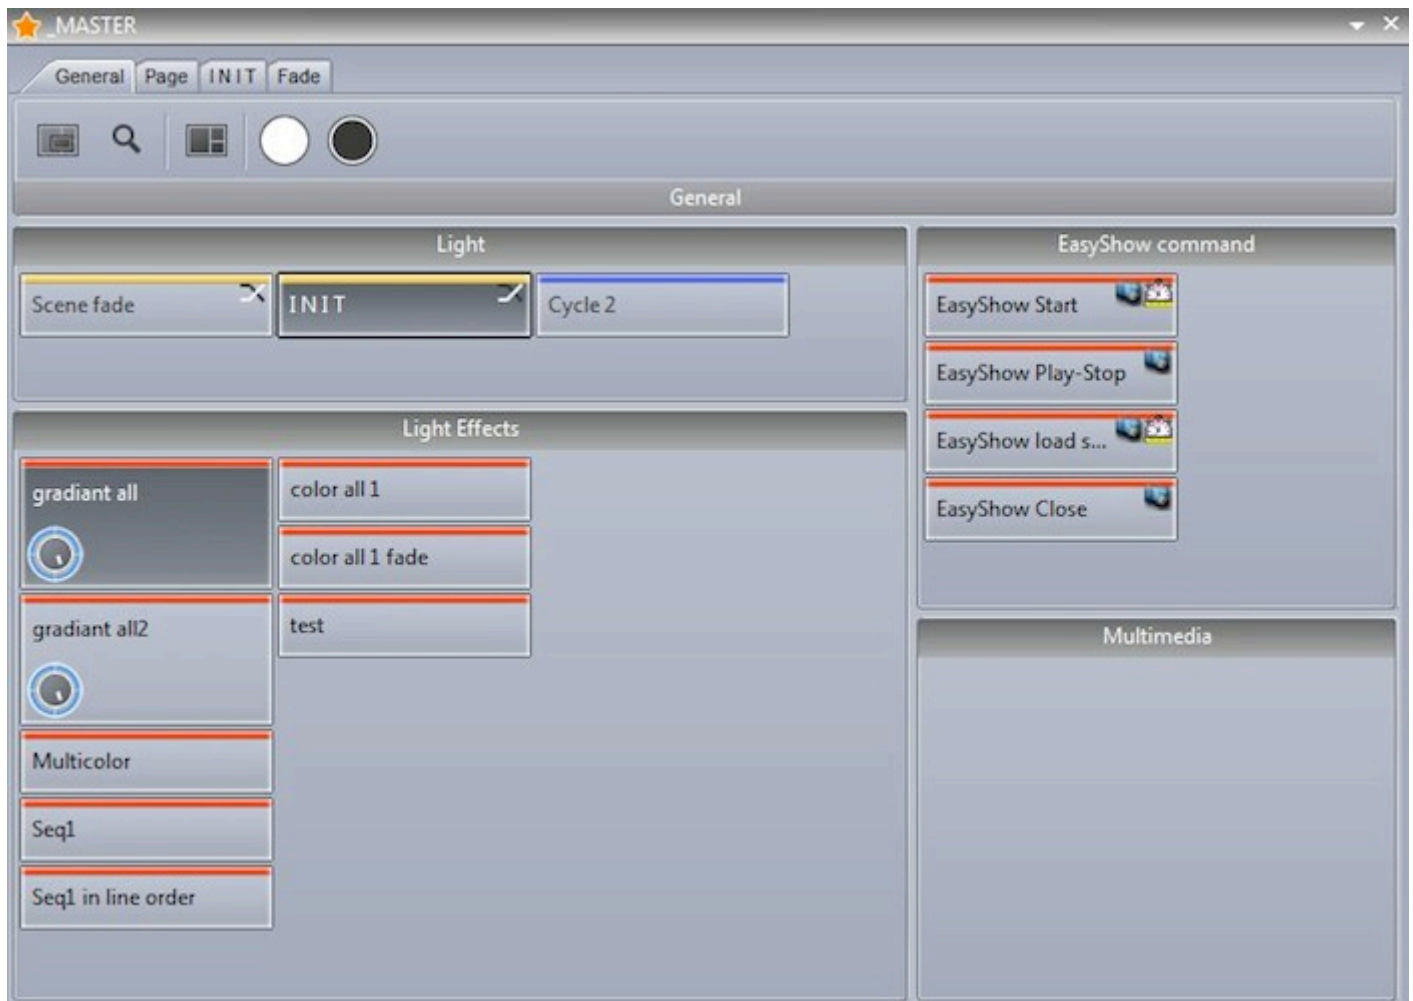 _MASTER
General Page INIT Fade
General
Light
Scene fade
INIT
Cycle 2
Light Effects
gradiant all
gradiant all2
Multicolor
Seq1
Seq1 in line order
color all 1
color all 1 fade
test
EasyShow command
EasyShow Start
EasyShow Play-Stop
EasyShow load s...
EasyShow Close
Multimedia